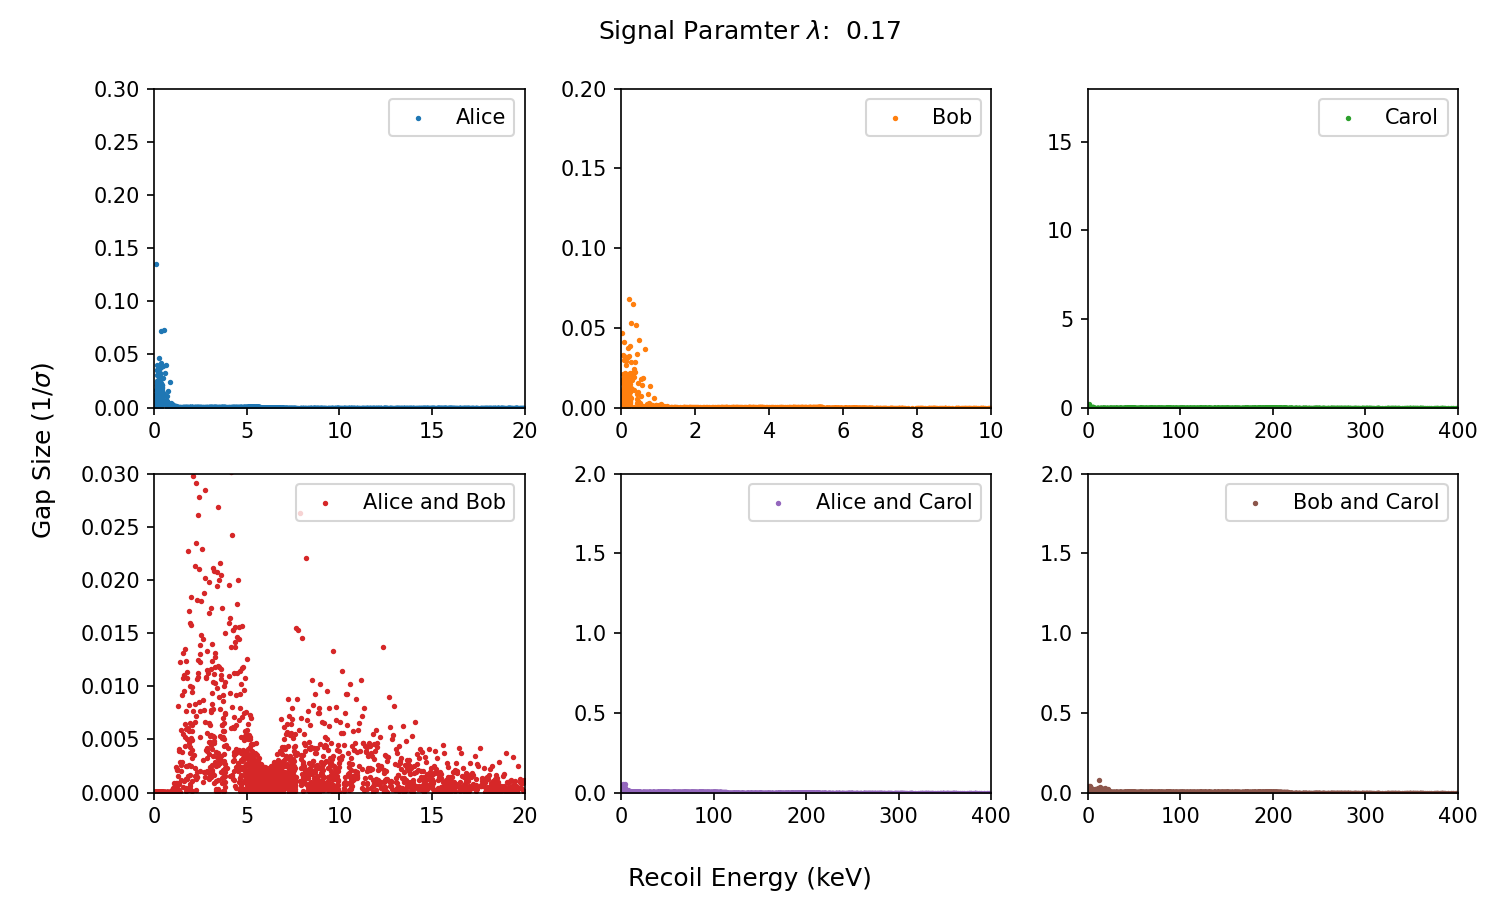 Signal Paramter λ: 0.17
0.30
0.25
0.20
0.15
0.10
0.05
0.00
0 5 10 15 20
Alice
0.20
0.15
0.10
0.05
0.00
0 2 4 6 8 10
Bob
15
10
5
0
0 100 200 300 400
Carol
Gap Size (1/σ)
0.030
0.025
0.020
0.015
0.010
0.005
0.000
0 5 10 15 20
Alice and Bob
2.0
1.5
1.0
0.5
0.0
0 100 200 300 400
Alice and Carol
2.0
1.5
1.0
0.5
0.0
0 100 200 300 400
Bob and Carol
Recoil Energy (keV)